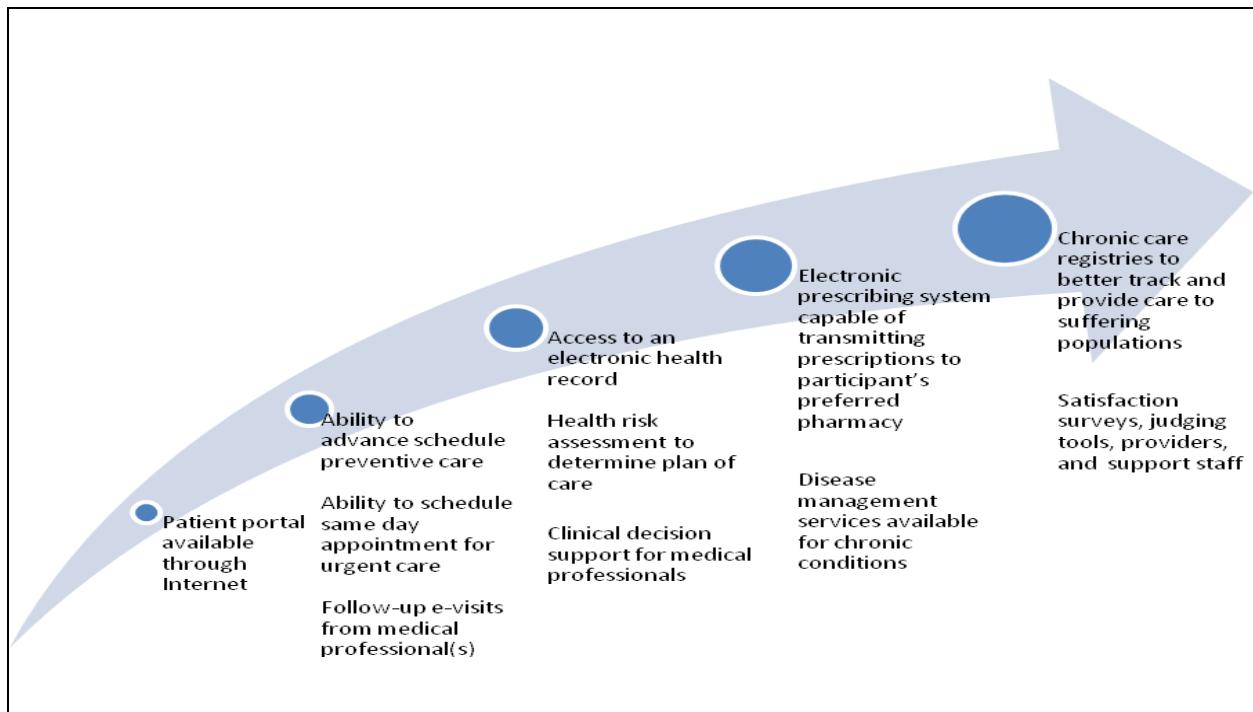 Patient portal
available
through
Internet
Ability to
advance schedule
preventive care
Ability to schedule
same day
appointment for
urgent care
Follow-up e-visits
from medical
professional(s)
Access to an
electronic health
record
Health risk
assessment to
determine plan of
care
Clinical decision
support for medical
professionals
Electronic
prescribing system
capable of
transmitting
prescriptions to
participant's
preferred
pharmacy
Disease
management
services available
for chronic
conditions
Chronic care
registries to
better track and
provide care to
suffering
populations
Satisfaction
surveys, judging
tools, providers,
and support staff